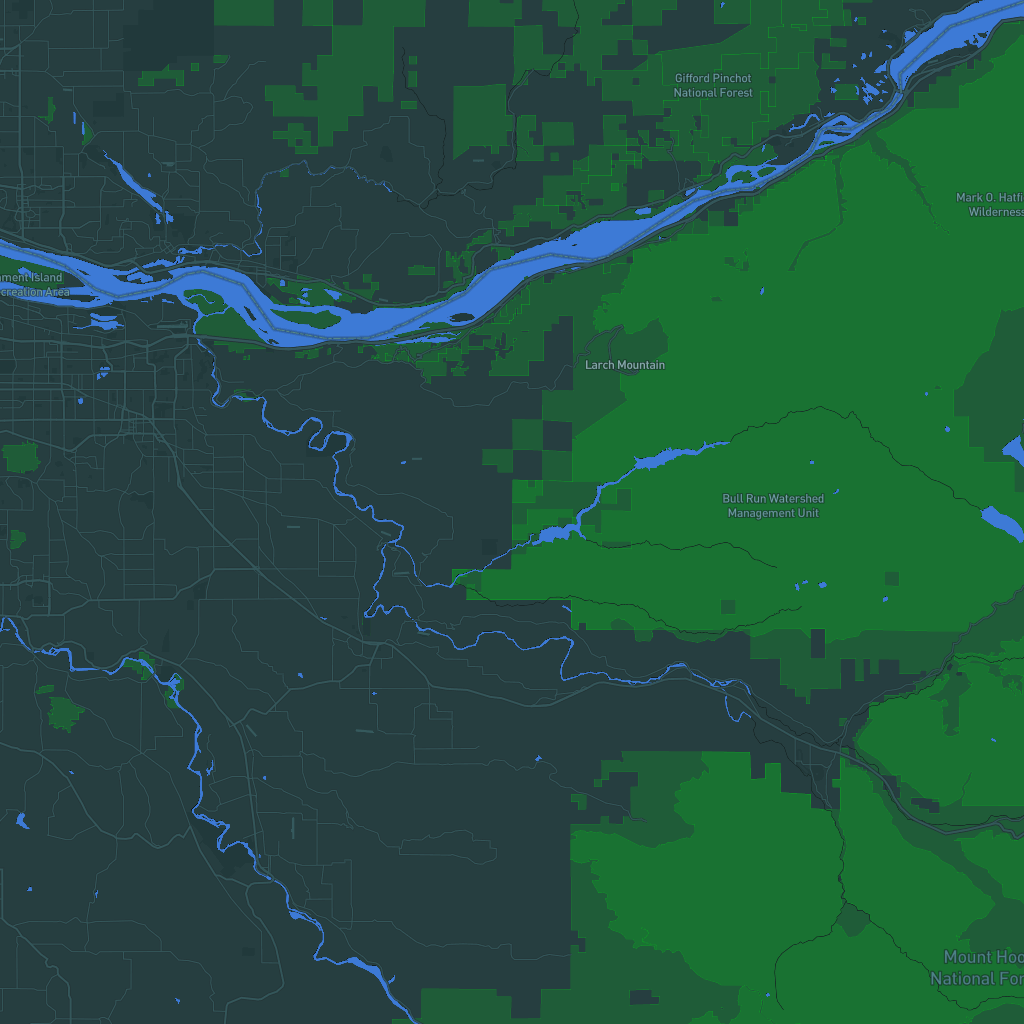 Gifford Pinchot
National Forest
Mark O. Hatfi
Wilderness
ment Island
creation Area
Larch Mountain
Bull Run Watershed
Management Unit
Mount Hoo
National For